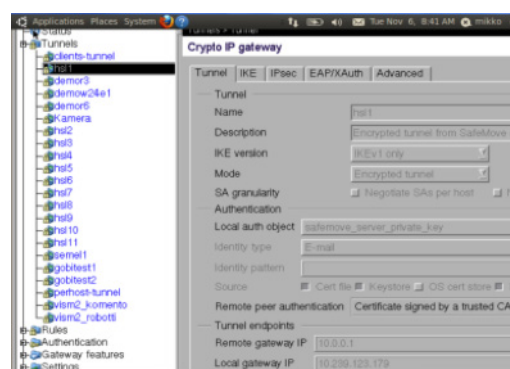 Applications Places System Tue Nov 6, 8:41 AM mikko
Status
Tunnels
clients-tunnel
hsl1
demor3
demow24e1
demor6
Kamera
hsl2
hsl3
hsl4
hsl5
hsl6
hsl7
hsl8
hsl9
hsl10
hsl11
semel1
gobitest1
gobitest2
perhost-tunnel
vism2_komento
vism2_robotti
Rules
Authentication
Gateway features
Settings
Tunnels > Tunnel
Crypto IP gateway
Tunnel IKE IPsec EAP/XAuth Advanced
Tunnel
Name hsl1
Description Encrypted tunnel from SafeMove
IKE version IKEv1 only
Mode Encrypted tunnel
SA granularity Negotiate SAs per host
Authentication
Local auth object safemove_server_private_key
Identity type E-mail
Identity pattern
Source Cert file Keystore OS cert store
Remote peer authentication Certificate signed by a trusted CA
Tunnel endpoints
Remote gateway IP 10.0.0.1
Local gateway IP 10.239.123.179